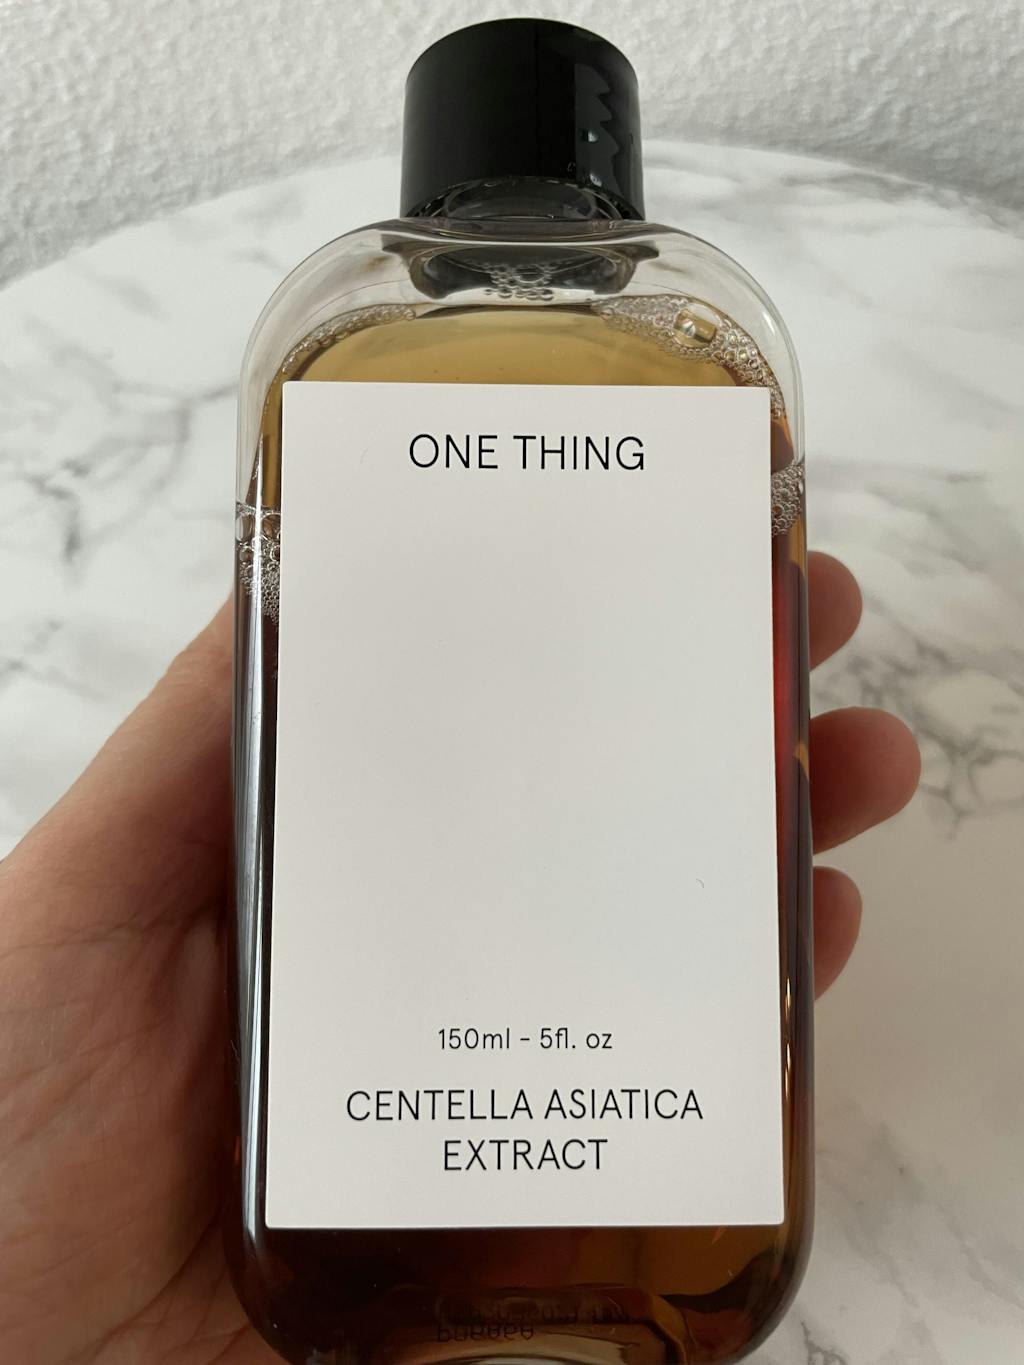 ONE THING
150ml - 5fl. oz
CENTELLA ASIATICA
EXTRACT